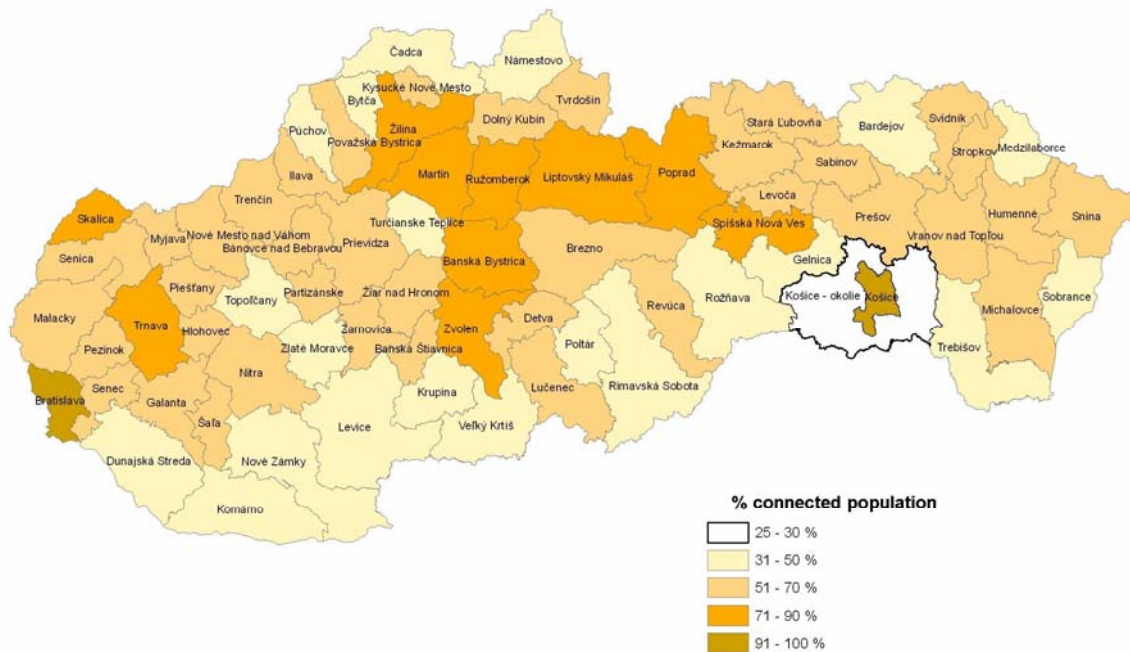 Čadca
Námestovo
Kysucké Nové Mesto
Bytča
Tvrdošín
Dolný Kubín
Púchov
Žilina
Považská Bystrica
Stará Ľubovňa
Bardejov
Svidník
Stropkov
Medzilaborce
Kežmarok
Sabinov
Ilava
Martin
Ružomberok
Liptovský Mikuláš
Poprad
Levoča
Trenčín
Prešov
Humenné
Snina
Skalica
Turčianske Teplice
Spišská Nová Ves
Vranov nad Topľou
Myjava
Nové Mesto nad Váhom
Bánovce nad Bebravou
Prievidza
Brezno
Senica
Banská Bystrica
Gelnica
Piešťany
Topoľčany
Partizánske
Žiar nad Hronom
Rožňava
Košice - okolie
Košice
Sobrance
Malacky
Trnava
Hlohovec
Žarnovica
Zvolen
Detva
Revúca
Michalovce
Pezinok
Zlaté Moravce
Banská Štiavnica
Poltár
Trebišov
Nitra
Bratislava
Senec
Galanta
Krupina
Lučenec
Rimavská Sobota
Šaľa
Levice
Veľký Krtíš
Dunajská Streda
Nové Zámky
Komárno
% connected population
25 - 30 %
31 - 50 %
51 - 70 %
71 - 90 %
91 - 100 %